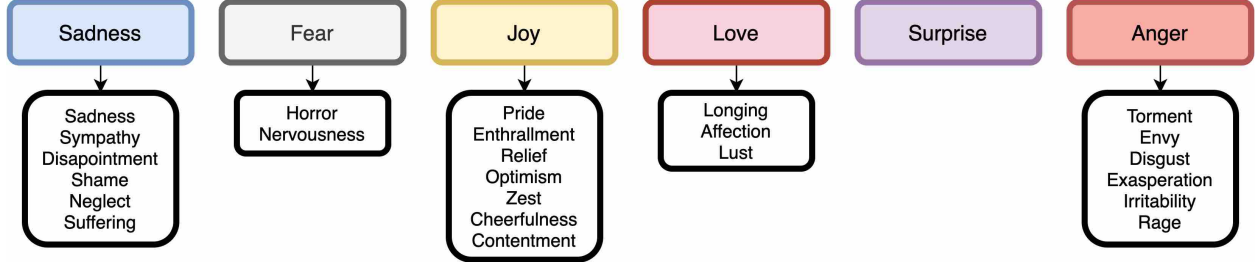 Sadness
Fear
Joy
Love
Surprise
Anger
Sadness
Sympathy
Disapointment
Shame
Neglect
Suffering
Horror
Nervousness
Pride
Enthrallment
Relief
Optimism
Zest
Cheerfulness
Contentment
Longing
Affection
Lust
Torment
Envy
Disgust
Exasperation
Irritability
Rage